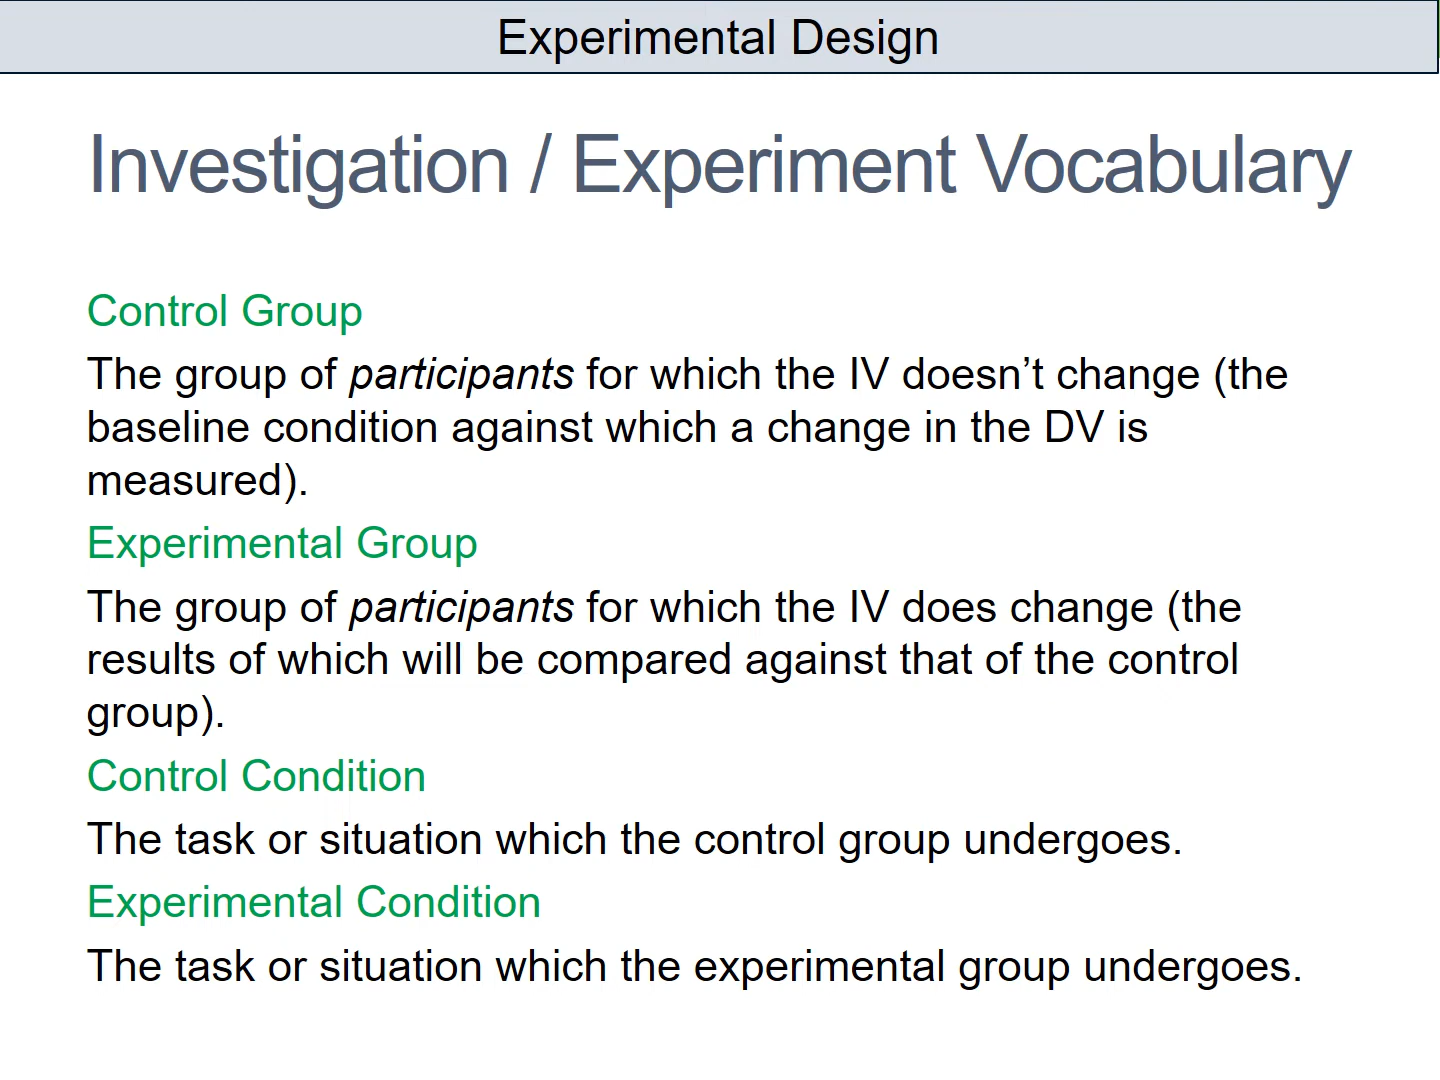 Experimental Design
Investigation / Experiment Vocabulary
Control Group
The group of participants for which the IV doesn’t change (the
baseline condition against which a change in the DV is
measured).
Experimental Group
The group of participants for which the IV does change (the
results of which will be compared against that of the control
group).
Control Condition
The task or situation which the control group undergoes.
Experimental Condition
The task or situation which the experimental group undergoes.